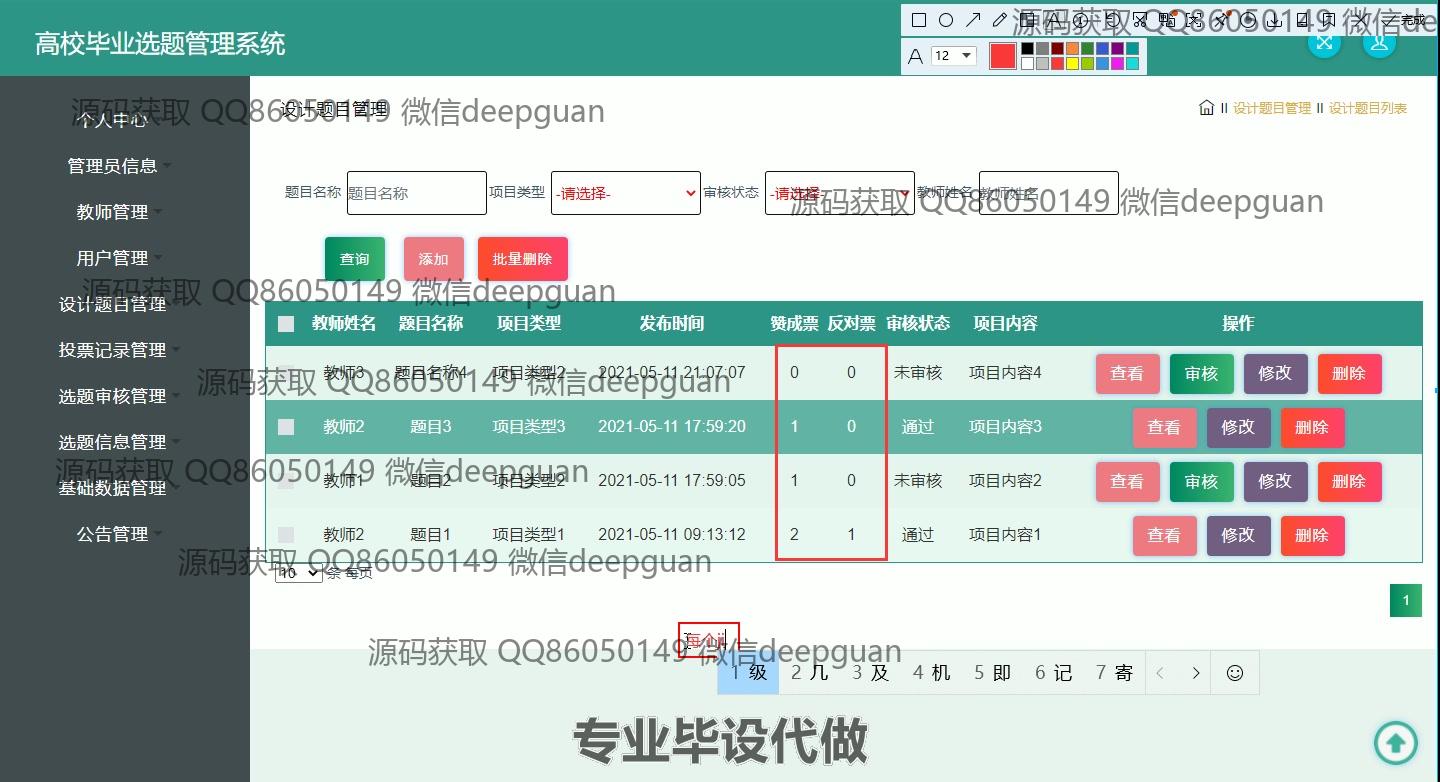 高校毕业选题管理系统
完成
源码获取 QQ86050149 微信de
12
源码获取 QQ86050149 微信deepguan
个人中心
设计题目管理
设计题目管理 设计题目列表
管理员信息
题目名称 题目名称 项目类型 -请选择- 审核状态 -请选择- 教师姓名 教师姓名
源码获取 QQ86050149 微信deepguan
教师管理
用户管理
查询 添加 批量删除
源码获取 QQ86050149 微信deepguan
设计题目管理
教师姓名 题目名称 项目类型 发布时间 赞成票 反对票 审核状态 项目内容 操作
投票记录管理
教师3 题目名称4 项目类型2 2021-05-11 21:07:07 0 0 未审核 项目内容4 查看 审核 修改 删除
源码获取 QQ86050149 微信deepguan
选题审核管理
教师2 题目3 项目类型3 2021-05-11 17:59:20 1 0 通过 项目内容3 查看 修改 删除
选题信息管理
源码获取 QQ86050149 微信deepguan
教师1 题目2 项目类型2 2021-05-11 17:59:05 1 0 未审核 项目内容2 查看 审核 修改 删除
基础数据管理
公告管理
教师2 题目1 项目类型1 2021-05-11 09:13:12 2 1 通过 项目内容1 查看 修改 删除
源码获取 QQ86050149 微信deepguan
10 条 每页
1
源码获取 QQ86050149 微信deepguan
1 级 2 几 3 及 4 机 5 即 6 记 7 寄
专业毕设代做